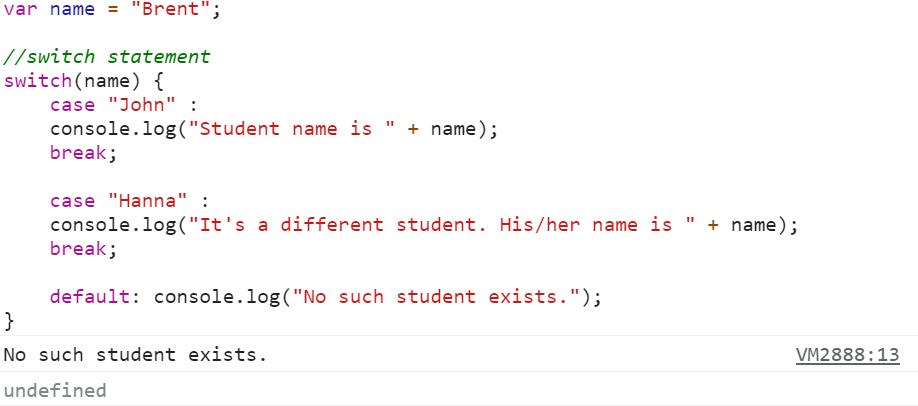 var name = "Brent";
//switch statement
switch(name) {
    case "John" :
    console.log("Student name is " + name);
    break;
    case "Hanna" :
    console.log("It's a different student. His/her name is " + name);
    break;
    default: console.log("No such student exists.");
}
No such student exists. VM2888:13
undefined